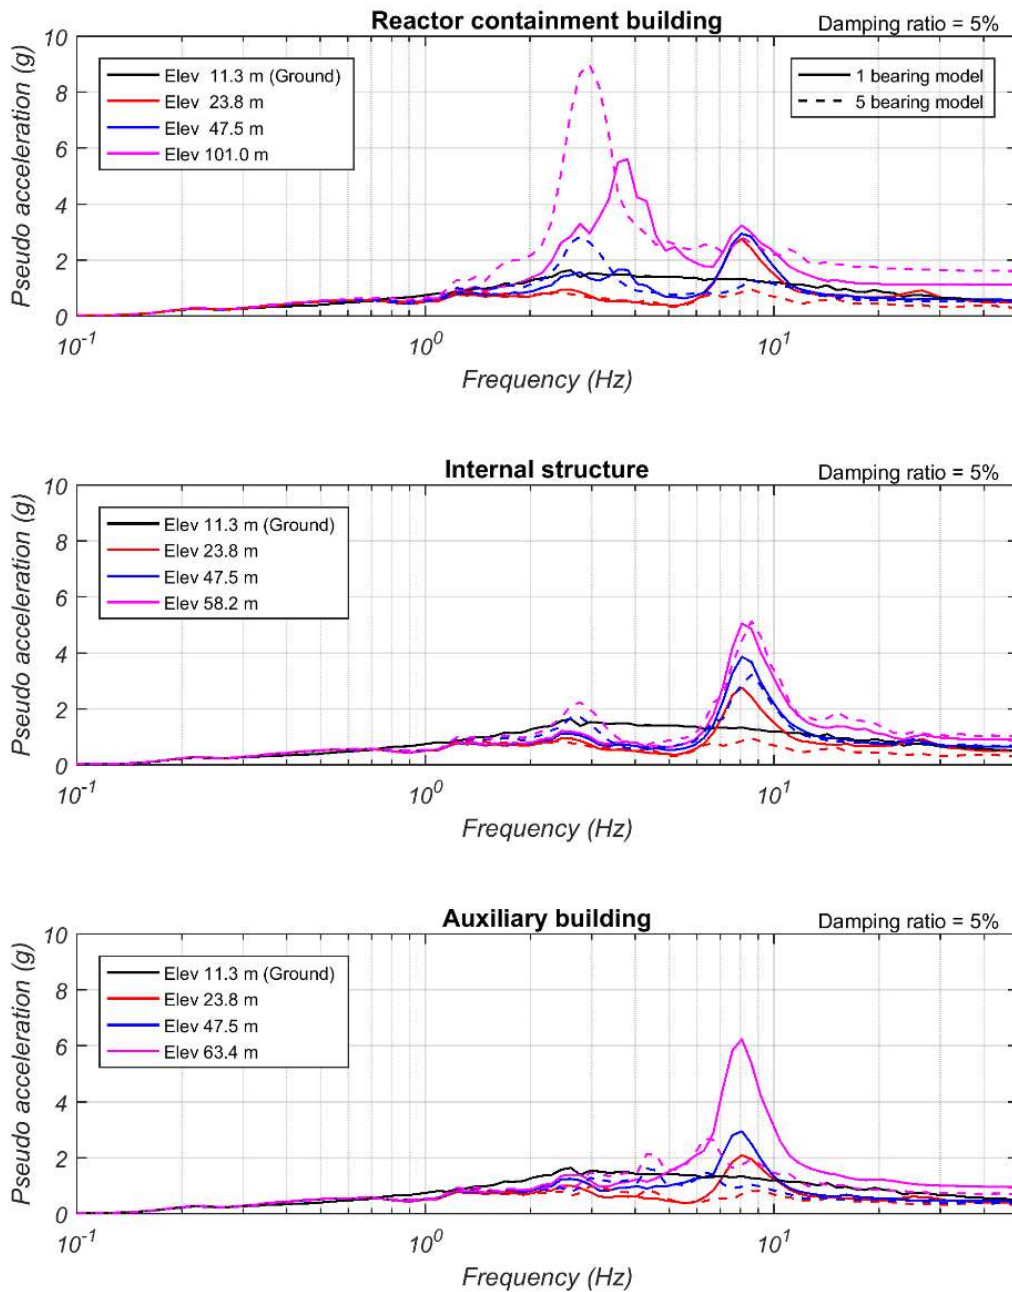 Reactor containment building
Damping ratio = 5%
Pseudo acceleration (g)
10
8
6
4
2
0
Elev 11.3 m (Ground)
Elev 23.8 m
Elev 47.5 m
Elev 101.0 m
1 bearing model
5 bearing model
10^-1
10^0
10^1
Frequency (Hz)
Internal structure
Damping ratio = 5%
Pseudo acceleration (g)
10
8
6
4
2
0
Elev 11.3 m (Ground)
Elev 23.8 m
Elev 47.5 m
Elev 58.2 m
10^-1
10^0
10^1
Frequency (Hz)
Auxiliary building
Damping ratio = 5%
Pseudo acceleration (g)
10
8
6
4
2
0
Elev 11.3 m (Ground)
Elev 23.8 m
Elev 47.5 m
Elev 63.4 m
10^-1
10^0
10^1
Frequency (Hz)